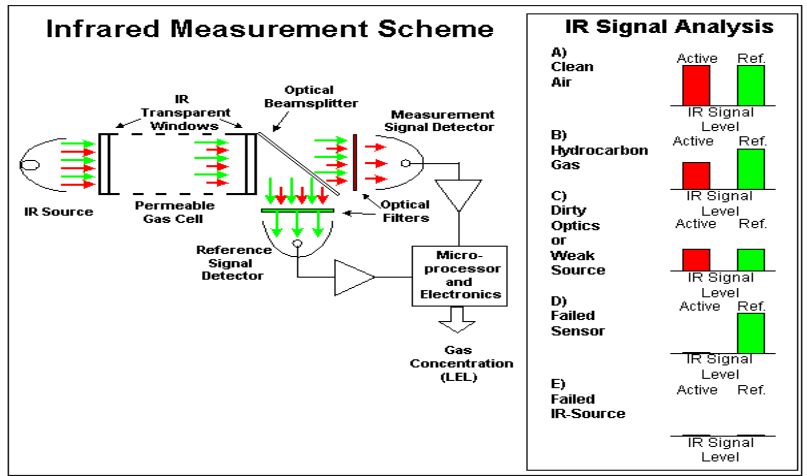 Infrared Measurement Scheme
IR
Transparent
Windows
Optical
Beamsplitter
Measurement
Signal Detector
IR Source
Permeable
Gas Cell
Optical
Filters
Reference
Signal
Detector
Micro-
processor
and
Electronics
Gas
Concentration
(LEL)
IR Signal Analysis
A)
Clean
Air
Active Ref.
IR Signal
Level
B)
Hydrocarbon
Gas
Active Ref.
IR Signal
Level
C)
Dirty
Optics
or
Weak
Source
Active Ref.
IR Signal
Level
D)
Failed
Sensor
Active Ref.
IR Signal
Level
E)
Failed
IR-Source
Active Ref.
IR Signal
Level